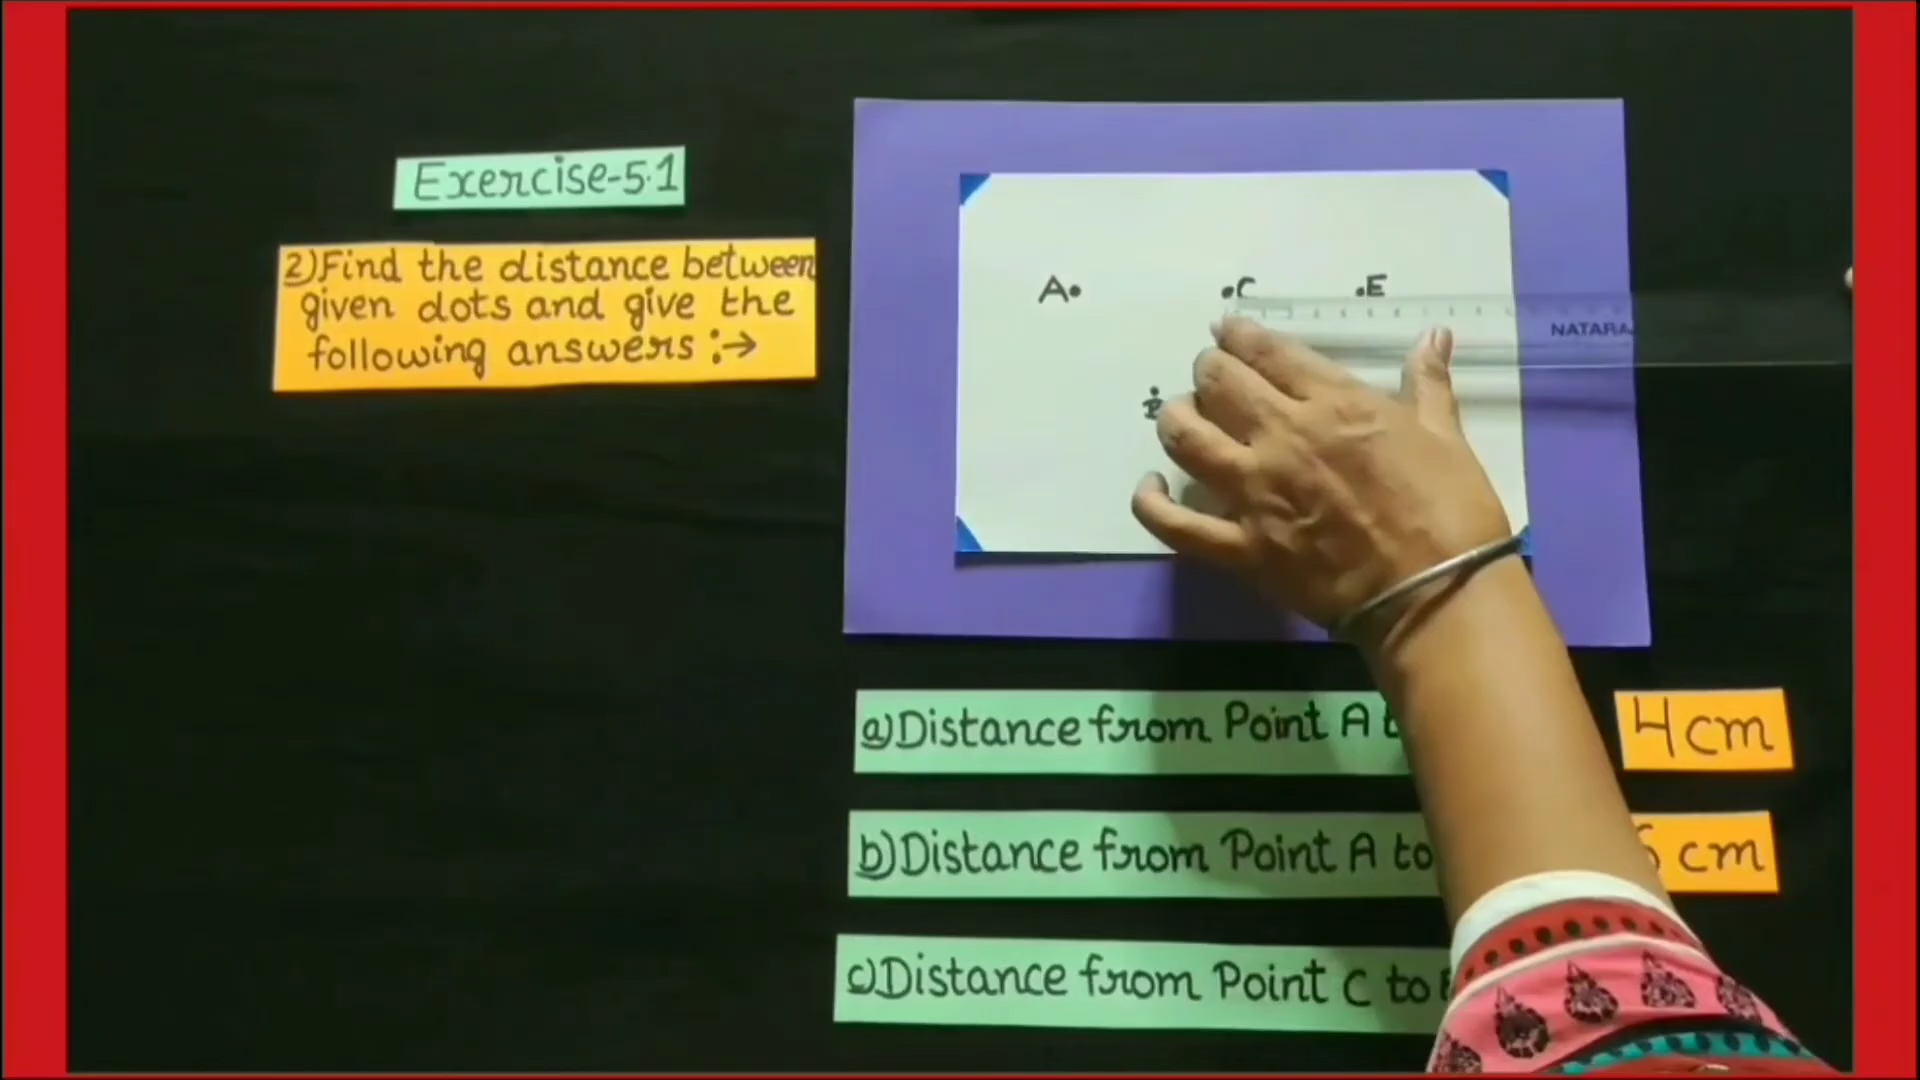 Exercise-5.1
2)Find the distance between
given dots and give the
following answers :→
A•
•C
•E
NATARA
a)Distance from Point A
4cm
b)Distance from Point A to
cm
c)Distance from Point C to